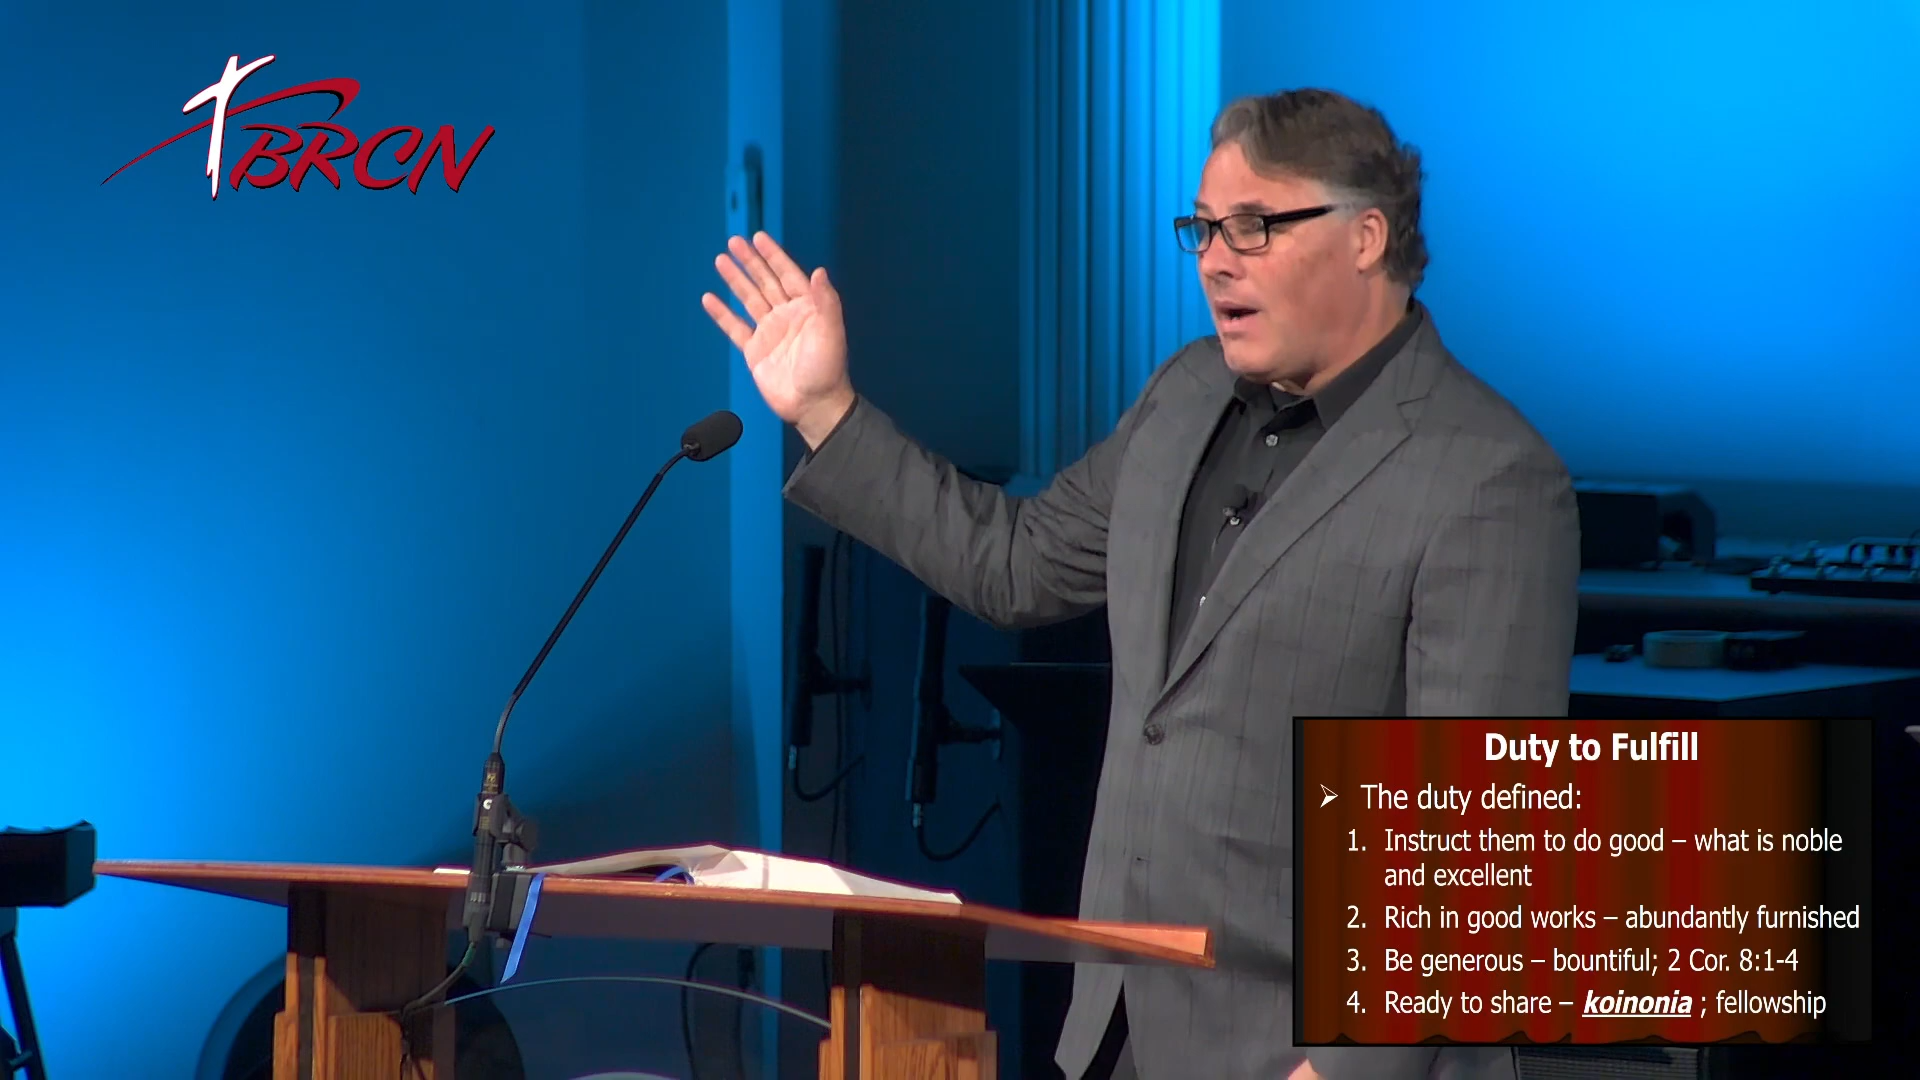 BRCN
Duty to Fulfill
➢ The duty defined:
1. Instruct them to do good – what is noble
and excellent
2. Rich in good works – abundantly furnished
3. Be generous – bountiful; 2 Cor. 8:1-4
4. Ready to share – koinonia ; fellowship